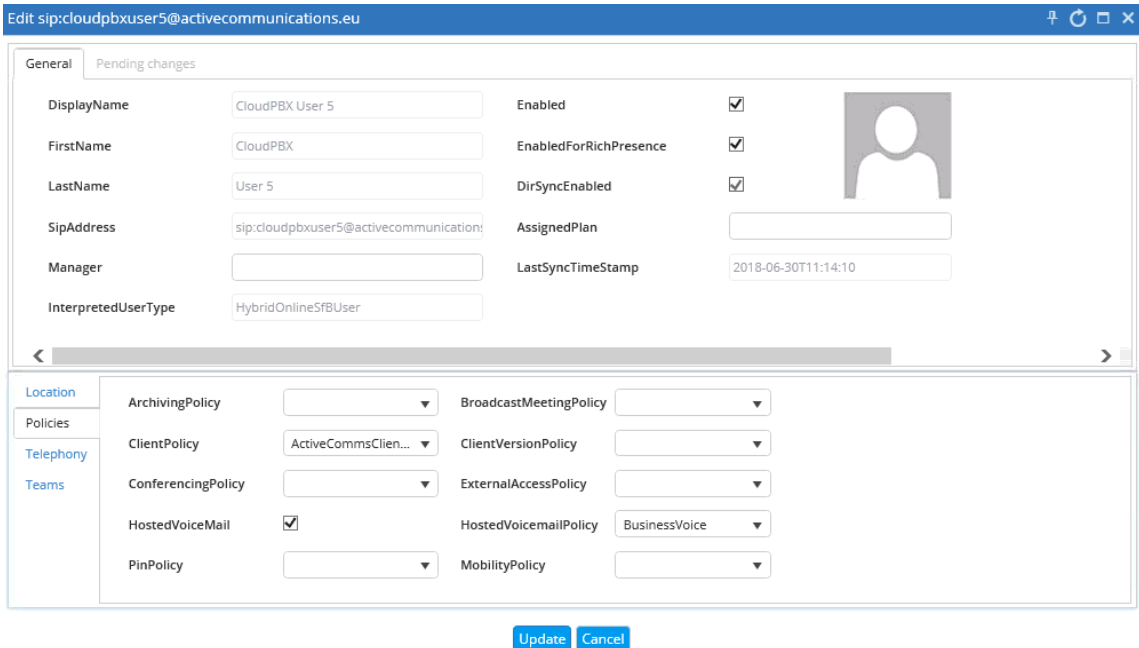 Edit sip:cloudpbxuser5@activecommunications.eu
General Pending changes
DisplayName CloudPBX User 5 Enabled
FirstName CloudPBX EnabledForRichPresence
LastName User 5 DirSyncEnabled
SipAddress sip:cloudpbxuser5@activecommunications AssignedPlan
Manager LastSyncTimeStamp 2018-06-30T11:14:10
InterpretedUserType HybridOnlineSfBUser
Location
Policies
Telephony
Teams
ArchivingPolicy BroadcastMeetingPolicy
ClientPolicy ActiveCommsClien... ClientVersionPolicy
ConferencingPolicy ExternalAccessPolicy
HostedVoiceMail HostedVoicemailPolicy BusinessVoice
PinPolicy MobilityPolicy
Update Cancel